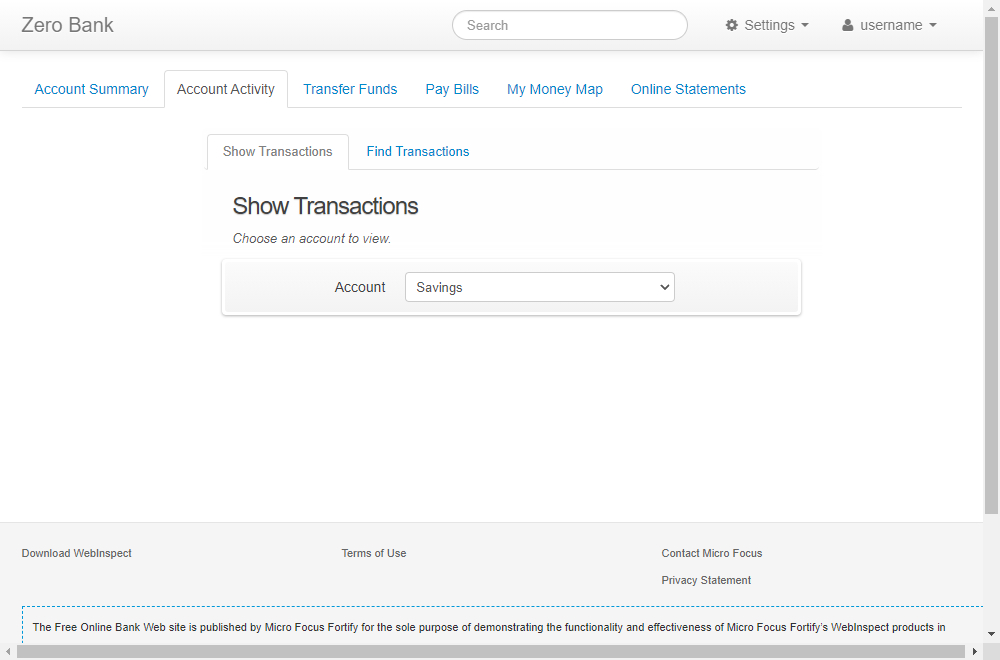 Zero Bank
Search
Settings
username
Account Summary
Account Activity
Transfer Funds
Pay Bills
My Money Map
Online Statements
Show Transactions
Find Transactions
Show Transactions
Choose an account to view.
Account
Savings
Download WebInspect
Terms of Use
Contact Micro Focus
Privacy Statement
The Free Online Bank Web site is published by Micro Focus Fortify for the sole purpose of demonstrating the functionality and effectiveness of Micro Focus Fortify's WebInspect products in